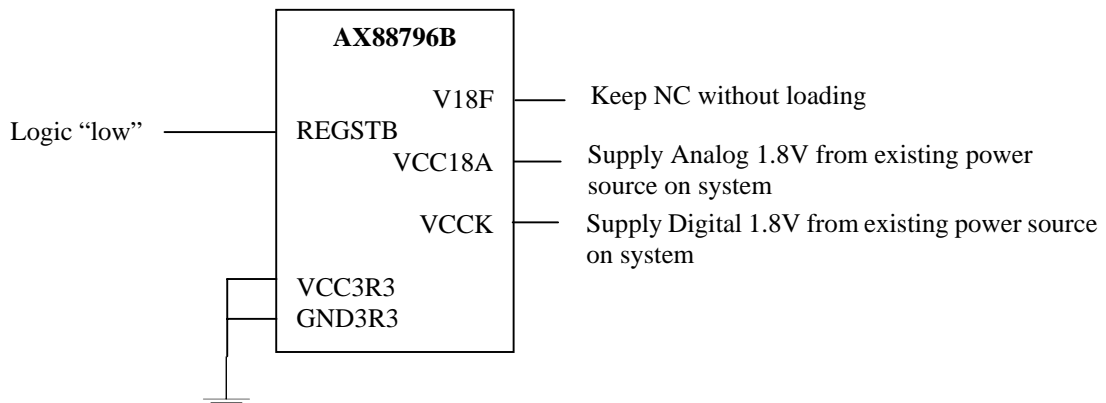 AX88796B
V18F
Keep NC without loading
Logic “low”
REGSTB
VCC18A
Supply Analog 1.8V from existing power
source on system
VCCK
Supply Digital 1.8V from existing power source
on system
VCC3R3
GND3R3